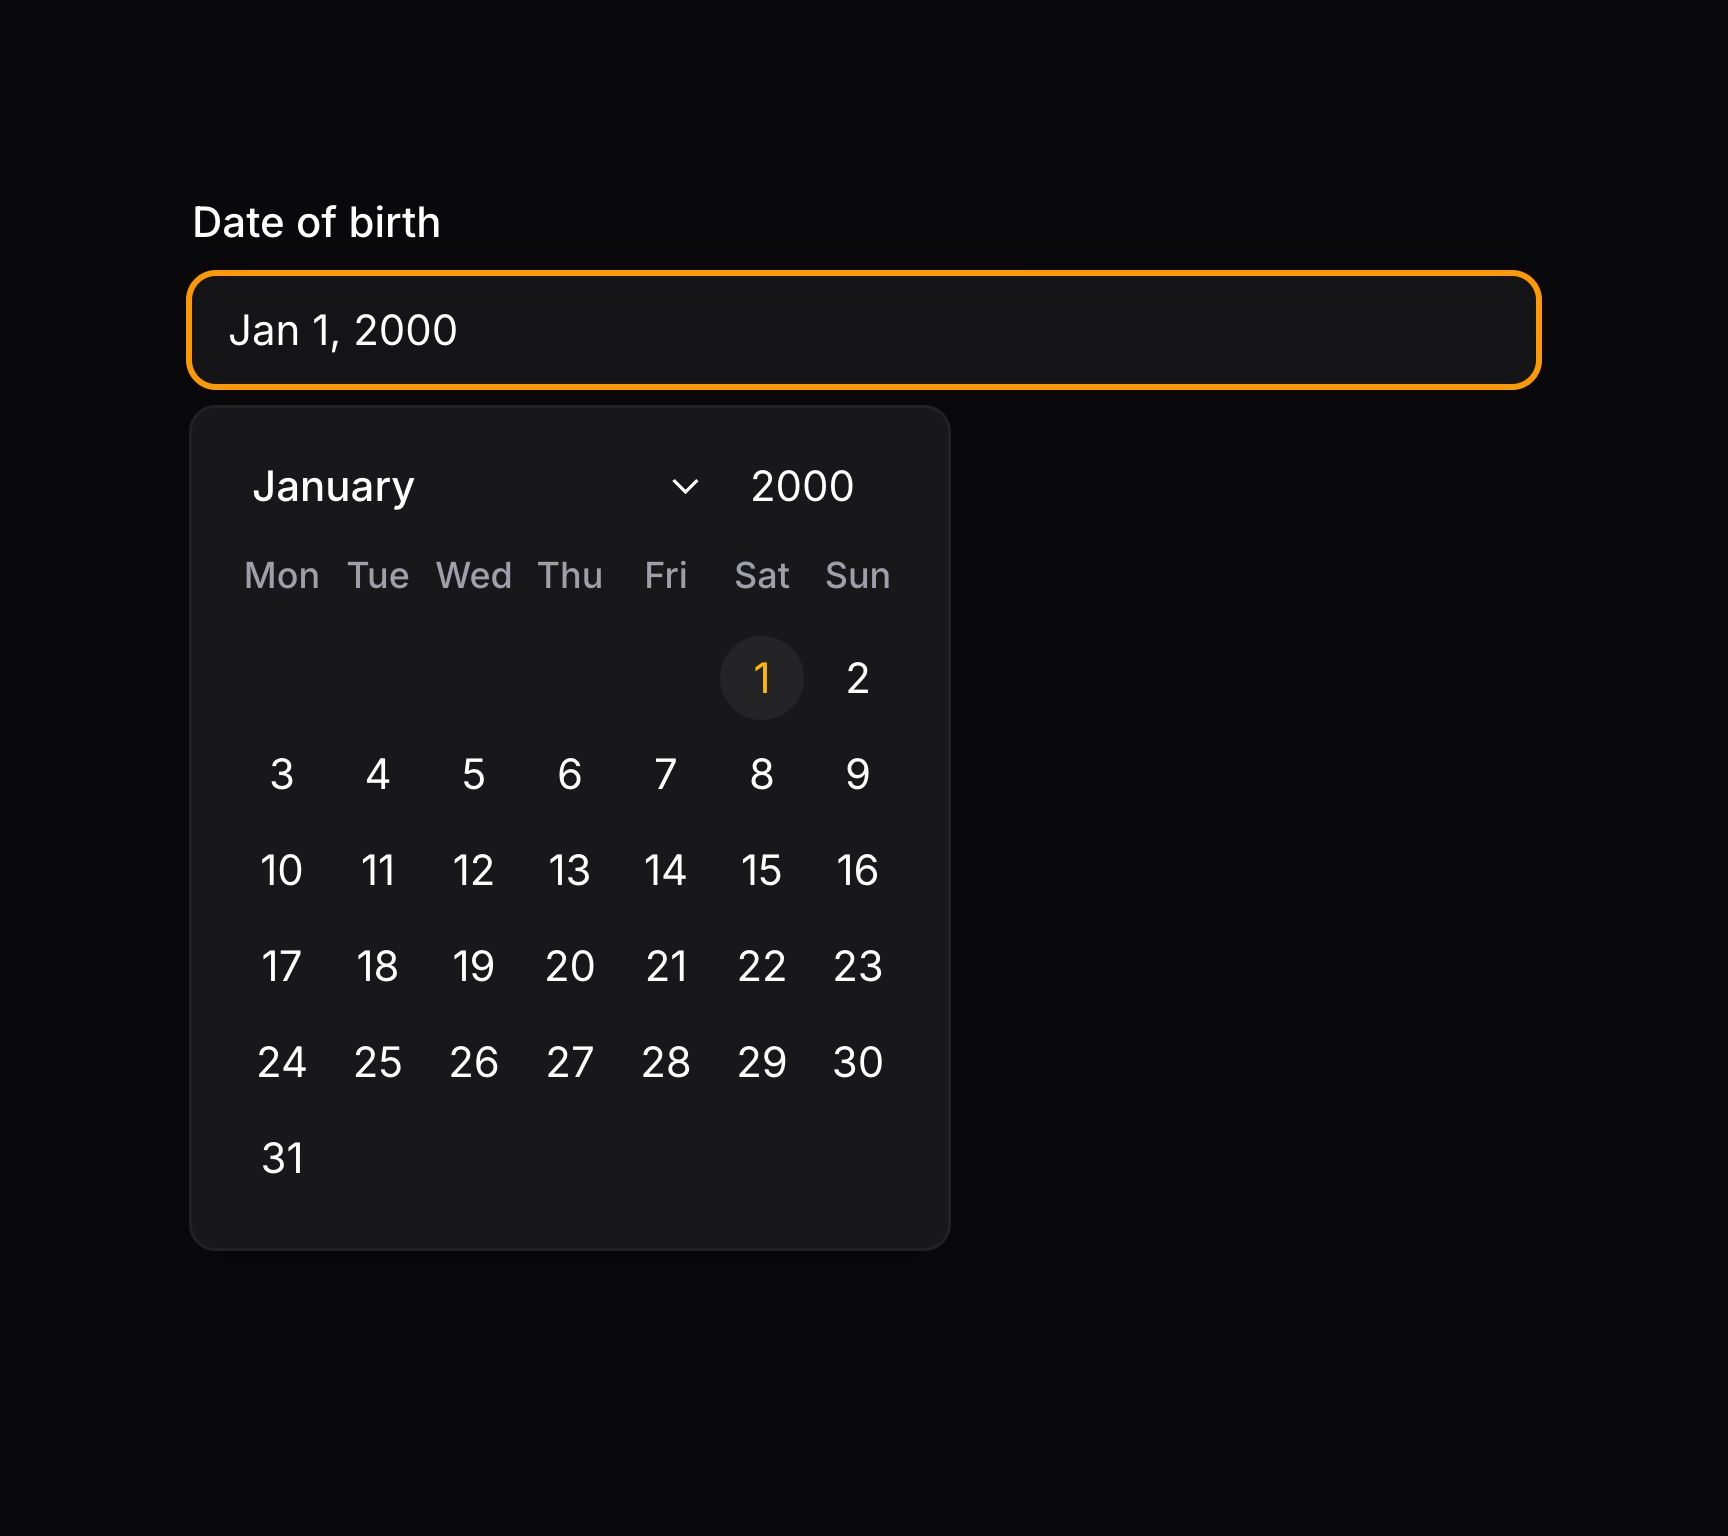 Date of birth
Jan 1, 2000
January 2000
Mon Tue Wed Thu Fri Sat Sun
1 2
3 4 5 6 7 8 9
10 11 12 13 14 15 16
17 18 19 20 21 22 23
24 25 26 27 28 29 30
31